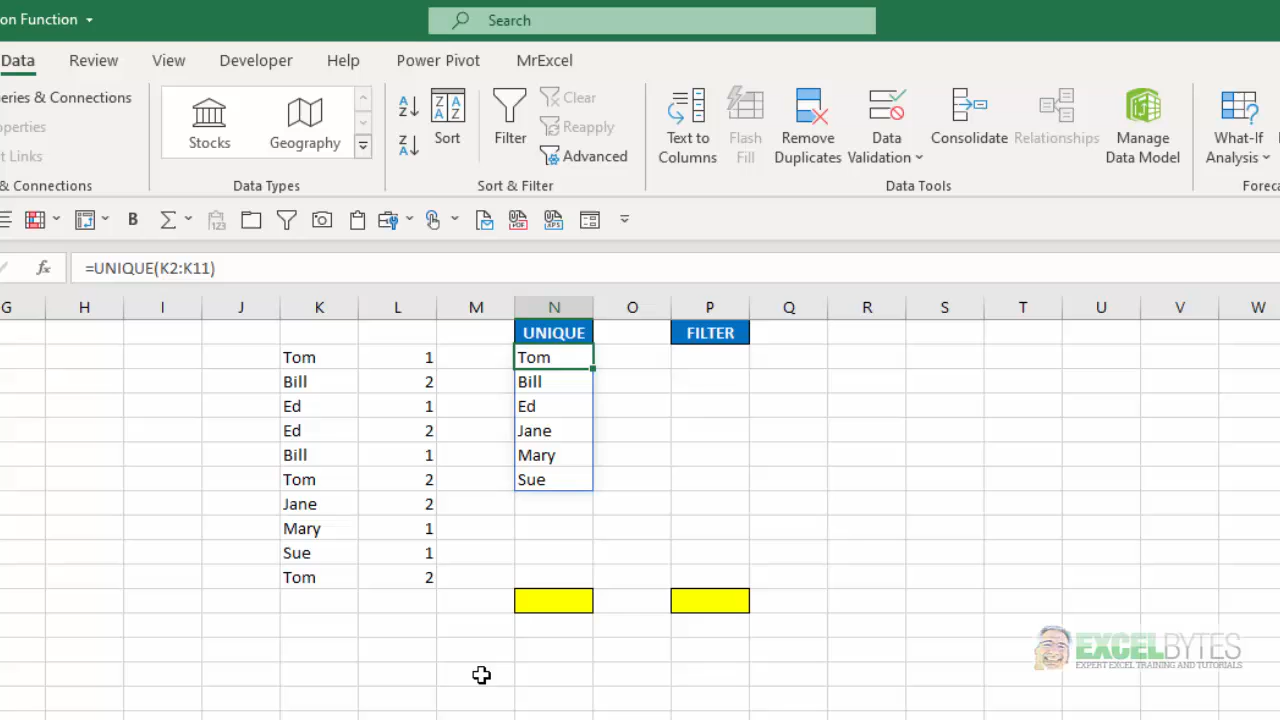 on Function
Search
Data Review View Developer Help Power Pivot MrExcel
eries & Connections
operties
t Links
& Connections
Stocks
Geography
Data Types
Sort
Filter
Clear
Reapply
Advanced
Sort & Filter
Text to
Columns
Flash
Fill
Remove
Duplicates
Data
Validation
Consolidate
Relationships
Manage
Data Model
Data Tools
What-If
Analysis
Foreca
fx =UNIQUE(K2:K11)
G H I J K L M N O P Q R S T U V W
UNIQUE FILTER
Tom 1 Tom
Bill 2 Bill
Ed 1 Ed
Ed 2 Jane
Bill 1 Mary
Tom 2 Sue
Jane 2
Mary 1
Sue 1
Tom 2
EXCELBYTES
EXPERT EXCEL TRAINING AND TUTORIALS